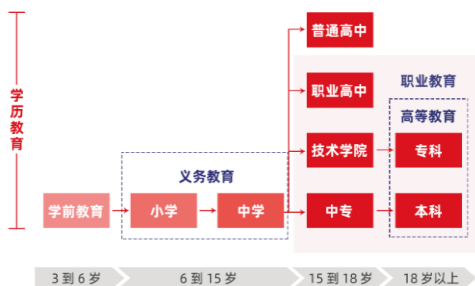 学历教育
普通高中
职业教育
职业高中
高等教育
义务教育
技术学院
专科
学前教育
小学
中学
中专
本科
3 到 6 岁
6 到 15 岁
15 到 18 岁
18 岁以上